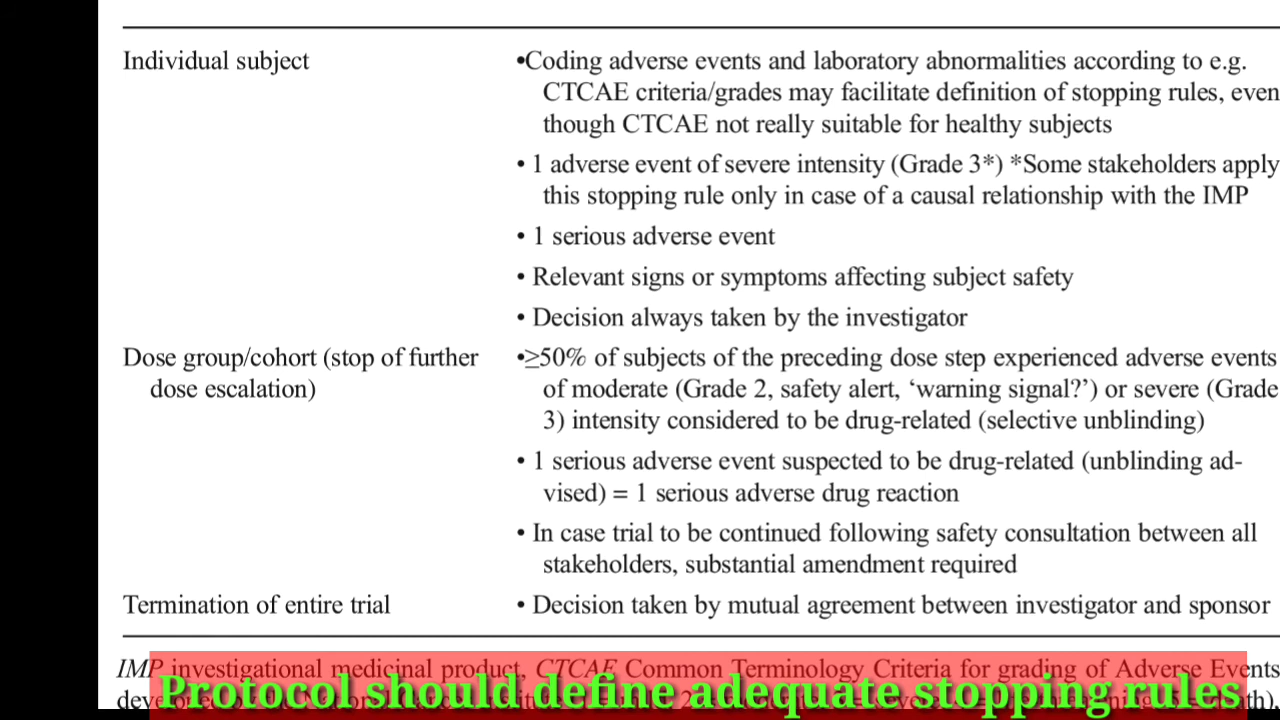 Individual subject
•Coding adverse events and laboratory abnormalities according to e.g.
CTCAE criteria/grades may facilitate definition of stopping rules, even
though CTCAE not really suitable for healthy subjects
• 1 adverse event of severe intensity (Grade 3*) *Some stakeholders apply
this stopping rule only in case of a causal relationship with the IMP
• 1 serious adverse event
• Relevant signs or symptoms affecting subject safety
• Decision always taken by the investigator
Dose group/cohort (stop of further
dose escalation)
•≥50% of subjects of the preceding dose step experienced adverse events
of moderate (Grade 2, safety alert, ‘warning signal?’) or severe (Grade
3) intensity considered to be drug-related (selective unblinding)
• 1 serious adverse event suspected to be drug-related (unblinding ad-
vised) = 1 serious adverse drug reaction
• In case trial to be continued following safety consultation between all
stakeholders, substantial amendment required
Termination of entire trial
• Decision taken by mutual agreement between investigator and sponsor
IMP investigational medicinal product, CTCAE Common Terminology Criteria for grading of Adverse Events
Protocol should define adequate stopping rules